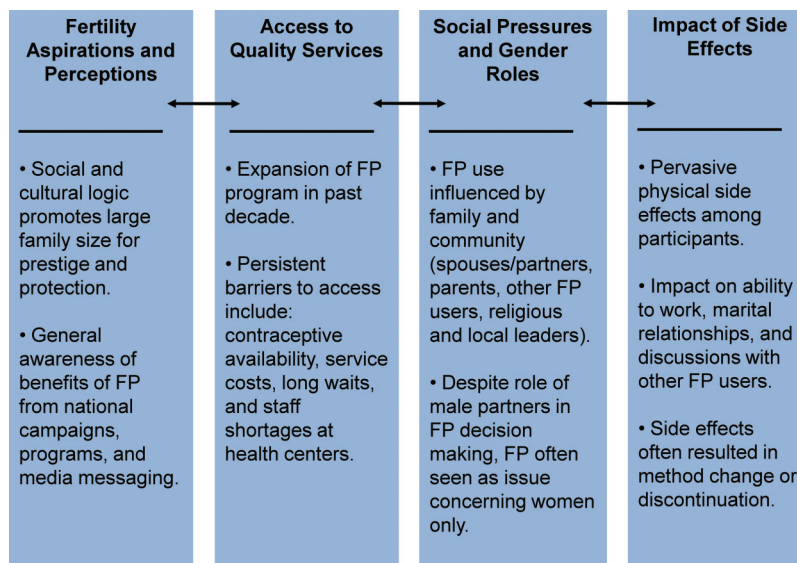 Fertility
Aspirations and
Perceptions
• Social and
cultural logic
promotes large
family size for
prestige and
protection.
• General
awareness of
benefits of FP
from national
campaigns,
programs, and
media messaging.
Access to
Quality Services
• Expansion of FP
program in past
decade.
• Persistent
barriers to access
include:
contraceptive
availability, service
costs, long waits,
and staff
shortages at
health centers.
Social Pressures
and Gender
Roles
• FP use
influenced by
family and
community
(spouses/partners,
parents, other FP
users, religious
and local leaders).
• Despite role of
male partners in
FP decision
making, FP often
seen as issue
concerning women
only.
Impact of Side
Effects
• Pervasive
physical side
effects among
participants.
• Impact on ability
to work, marital
relationships, and
discussions with
other FP users.
• Side effects
often resulted in
method change or
discontinuation.